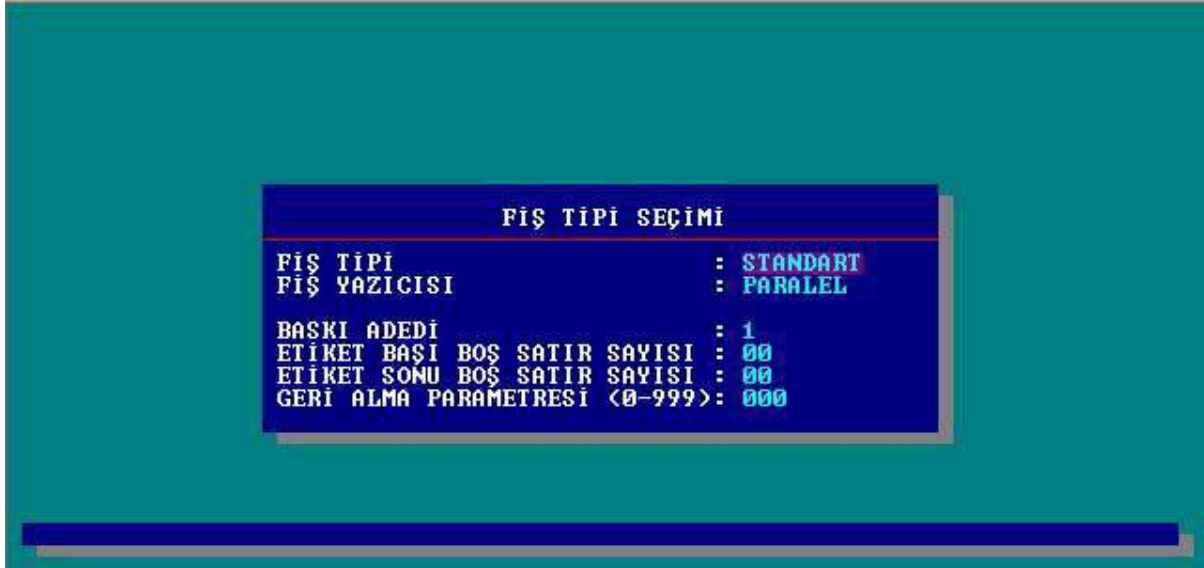 FİŞ TİPİ SEÇİMİ
FİŞ TİPİ : STANDART
FİŞ YAZICISI : PARALEL
BASKI ADEDİ : 1
ETİKET BAŞI BOŞ SATIR SAYISI : 00
ETİKET SONU BOŞ SATIR SAYISI : 00
GERİ ALMA PARAMETRESİ (0-999): 000